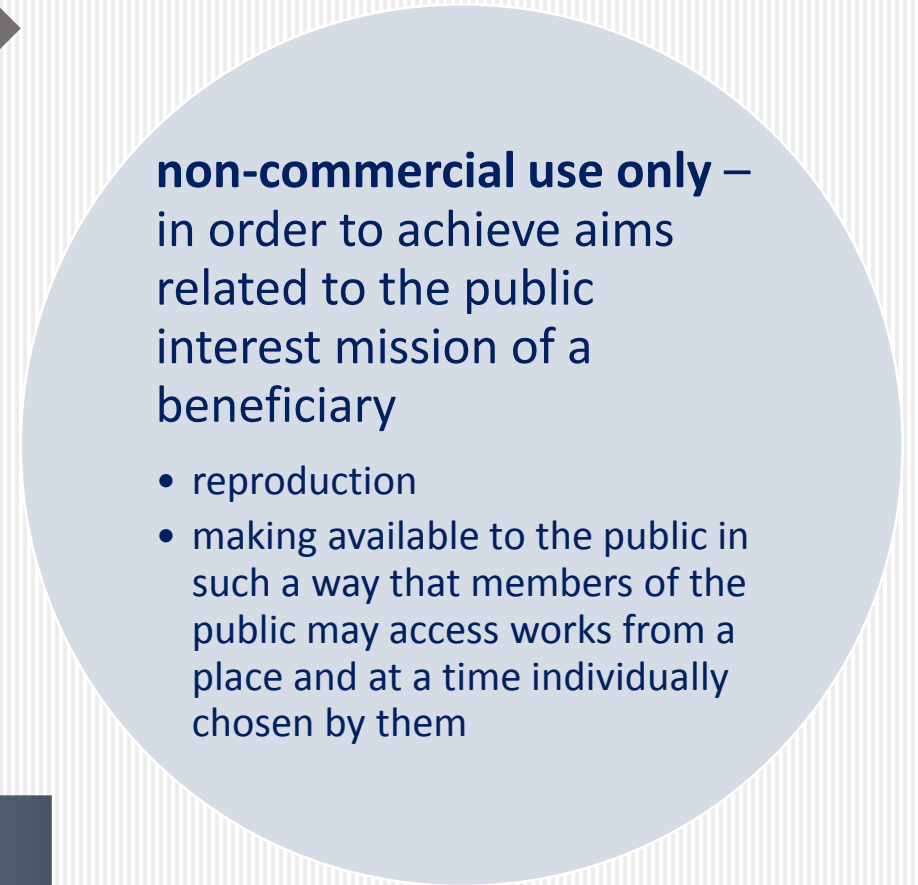 non-commercial use only –
in order to achieve aims
related to the public
interest mission of a
beneficiary
• reproduction
• making available to the public in
such a way that members of the
public may access works from a
place and at a time individually
chosen by them